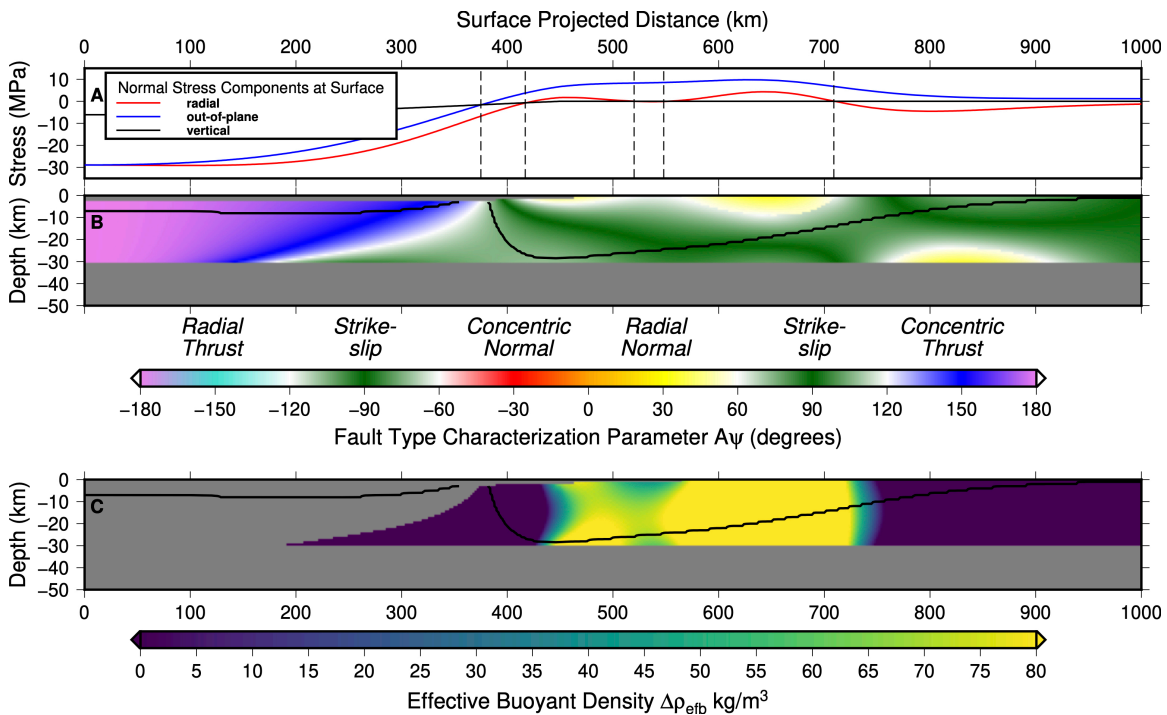 Surface Projected Distance (km)
0 100 200 300 400 500 600 700 800 900 1000
Stress (MPa)
10
0
−10
−20
−30
A
Normal Stress Components at Surface
radial
out-of-plane
vertical
Depth (km)
0
−10
−20
−30
−40
−50
B
Radial Thrust
Strike-slip
Concentric Normal
Radial Normal
Strike-slip
Concentric Thrust
−180 −150 −120 −90 −60 −30 0 30 60 90 120 150 180
Fault Type Characterization Parameter Aψ (degrees)
Depth (km)
0
−10
−20
−30
−40
−50
C
0 100 200 300 400 500 600 700 800 900 1000
0 5 10 15 20 25 30 35 40 45 50 55 60 65 70 75 80
Effective Buoyant Density Δρefb kg/m³